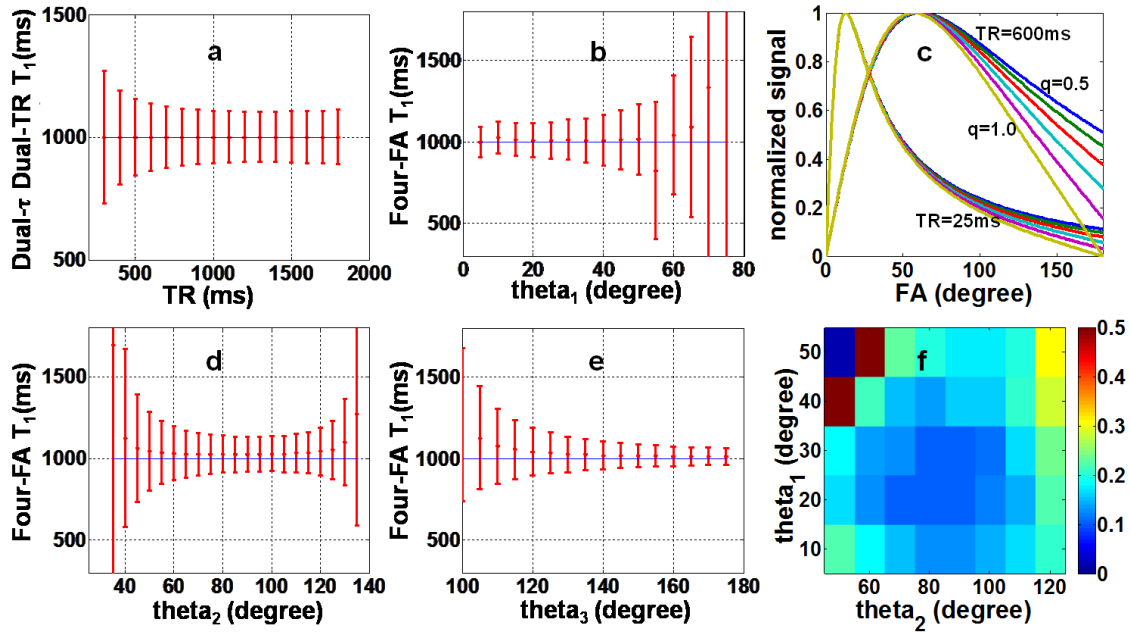 a
Dual-τ Dual-TR T₁(ms)
1500
1000
500
500 1000 1500 2000
TR (ms)
b
Four-FA T₁(ms)
1500
1000
500
0 20 40 60 80
theta₁ (degree)
c
normalized signal
1
0.8
0.6
0.4
0.2
0
0 50 100 150
FA (degree)
TR=600ms
q=0.5
q=1.0
TR=25ms
d
Four-FA T₁(ms)
1500
1000
500
40 60 80 100 120 140
theta₂ (degree)
e
Four-FA T₁(ms)
1500
1000
500
100 120 140 160 180
theta₃ (degree)
f
theta₁ (degree)
50
40
30
20
10
60 80 100 120
theta₂ (degree)
0.5
0.4
0.3
0.2
0.1
0